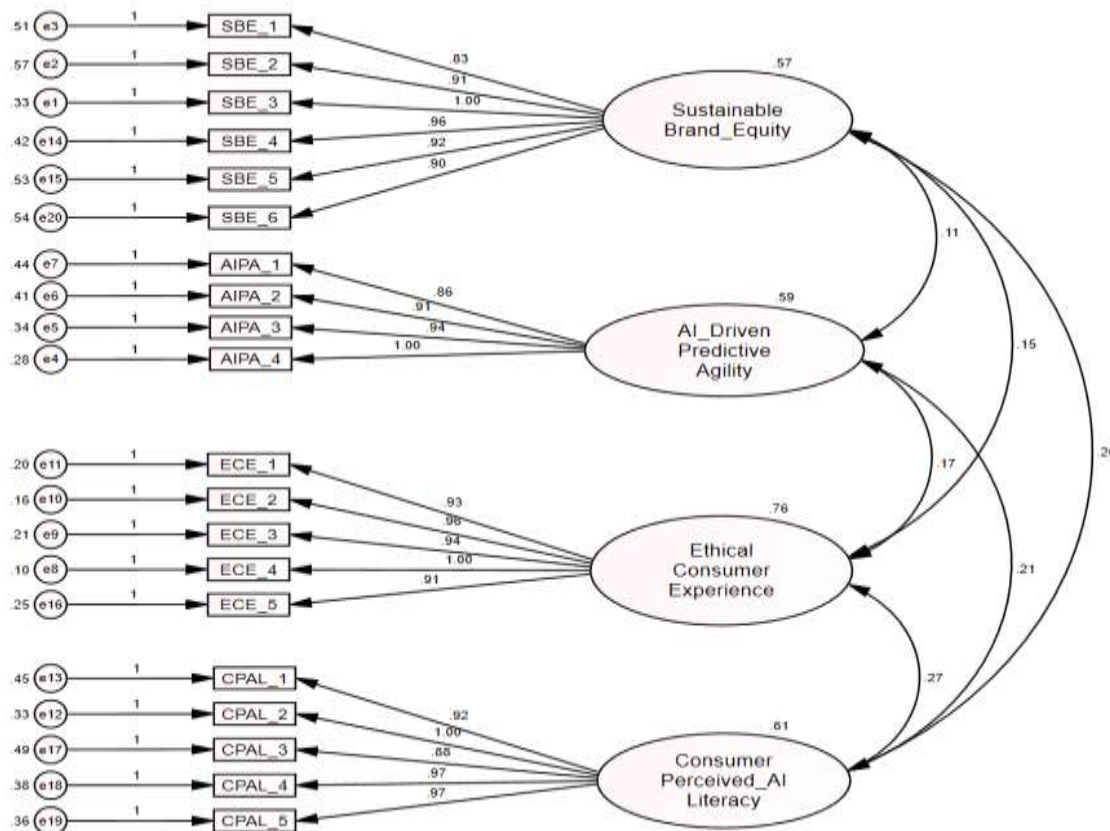 .51 e3 1 SBE_1
.57 e2 1 SBE_2
.33 e1 1 SBE_3
.42 e14 1 SBE_4
.53 e15 1 SBE_5
.54 e20 1 SBE_6
.83
.91
1.00
.96
.92
.90
.57
Sustainable
Brand_Equity
.44 e7 1 AIPA_1
.41 e6 1 AIPA_2
.34 e5 1 AIPA_3
.28 e4 1 AIPA_4
.86
.91
.94
1.00
.59
AI_Driven
Predictive
Agility
.20 e11 1 ECE_1
.16 e10 1 ECE_2
.21 e9 1 ECE_3
.10 e8 1 ECE_4
.25 e16 1 ECE_5
.93
.96
.94
1.00
.91
.76
Ethical
Consumer
Experience
.45 e13 1 CPAL_1
.33 e12 1 CPAL_2
.49 e17 1 CPAL_3
.38 e18 1 CPAL_4
.36 e19 1 CPAL_5
.92
1.00
.88
.97
.97
.61
Consumer
Perceived_AI
Literacy
.11
.15
.17
.21
.27